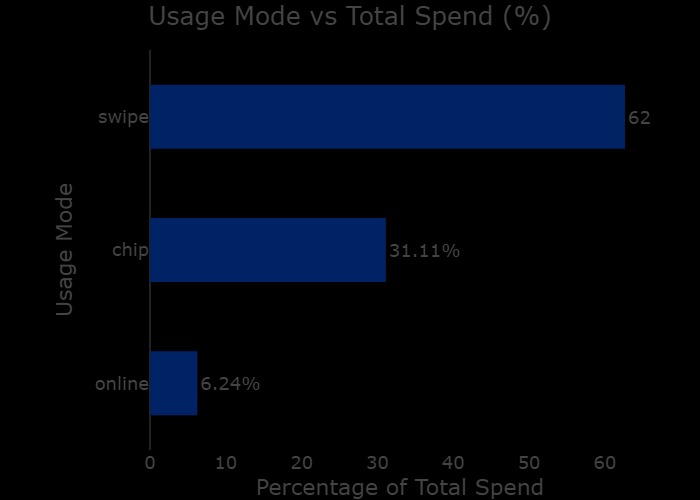 Usage Mode vs Total Spend (%)
swipe
62
chip
31.11%
online
6.24%
Usage Mode
0 10 20 30 40 50 60
Percentage of Total Spend